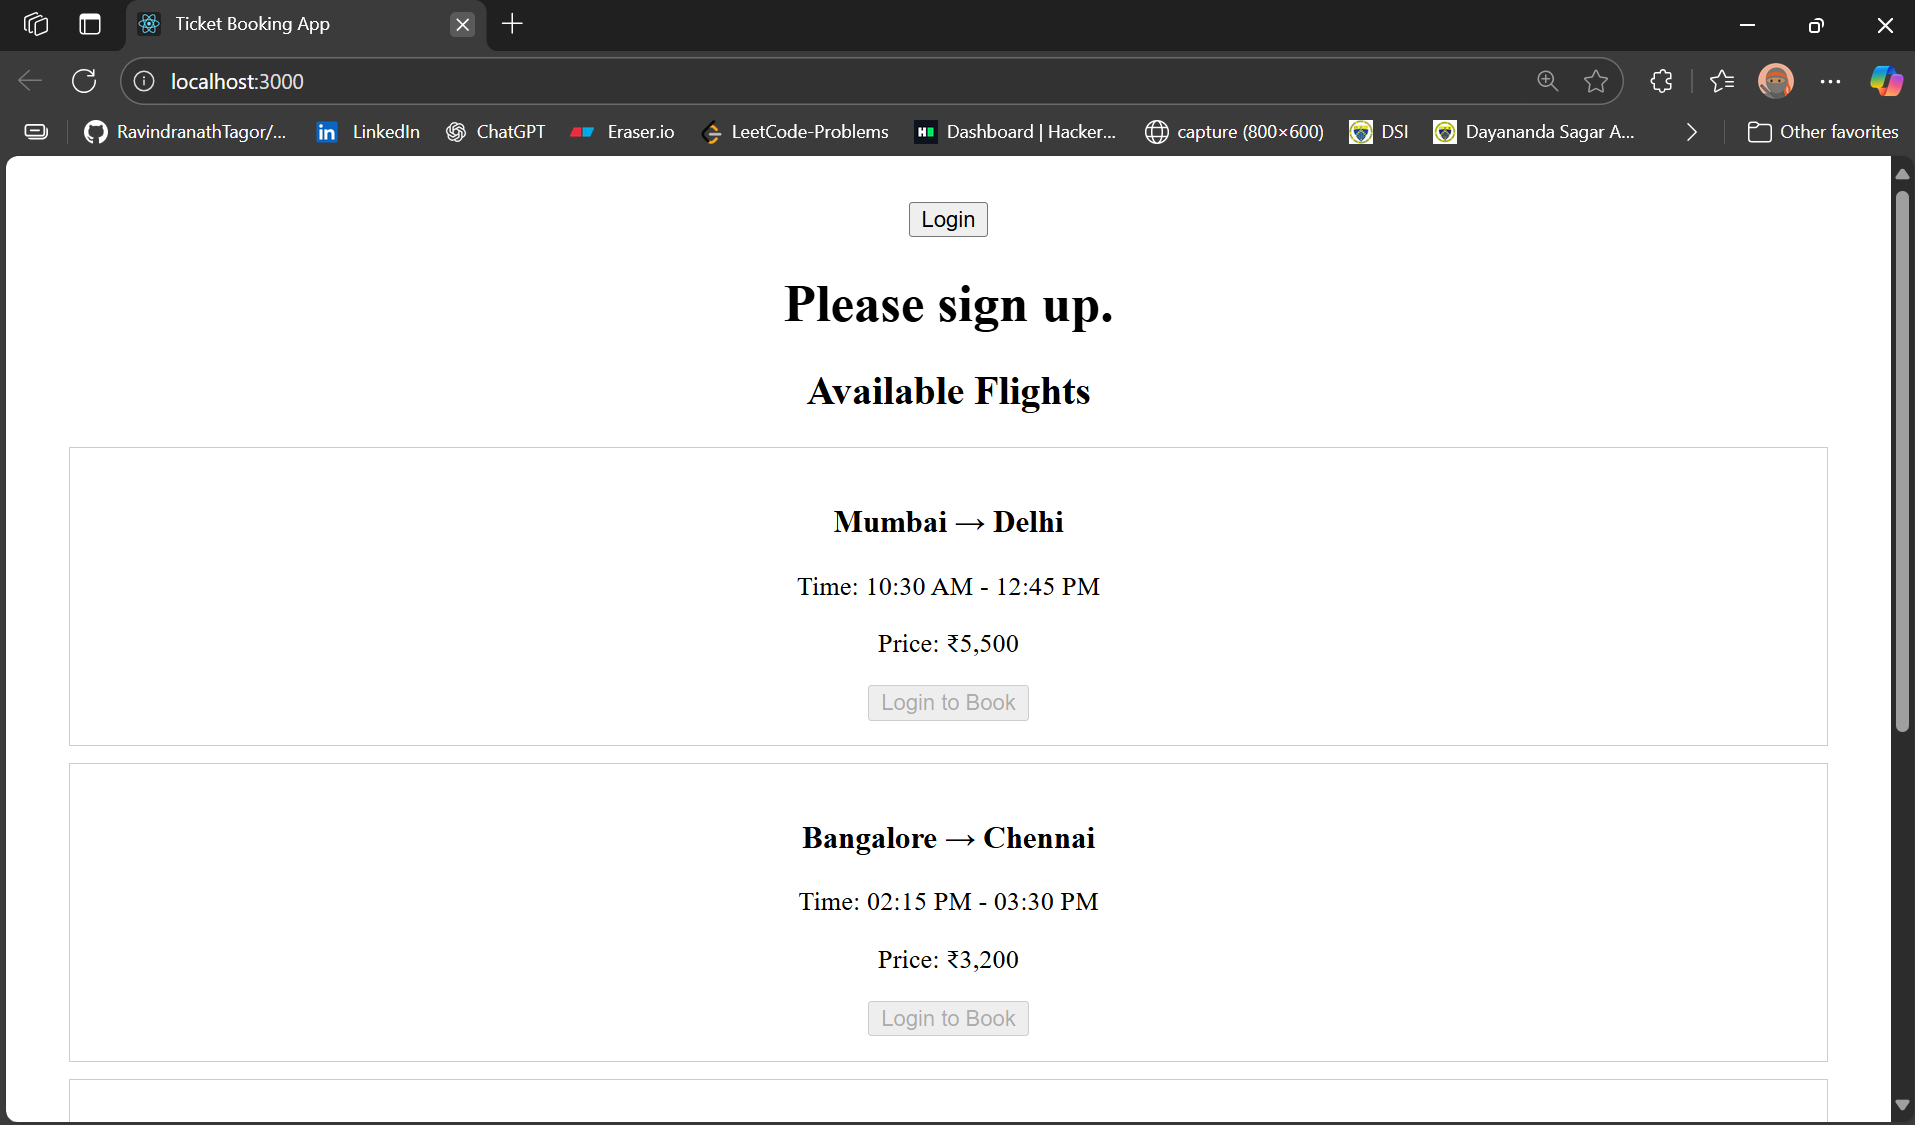 Ticket Booking App
localhost:3000
RavindranathTagor/... LinkedIn ChatGPT Eraser.io LeetCode-Problems Dashboard | Hacker... capture (800×600) DSI Dayananda Sagar A... Other favorites
Login
Please sign up.
Available Flights
Mumbai → Delhi
Time: 10:30 AM - 12:45 PM
Price: ₹5,500
Login to Book
Bangalore → Chennai
Time: 02:15 PM - 03:30 PM
Price: ₹3,200
Login to Book